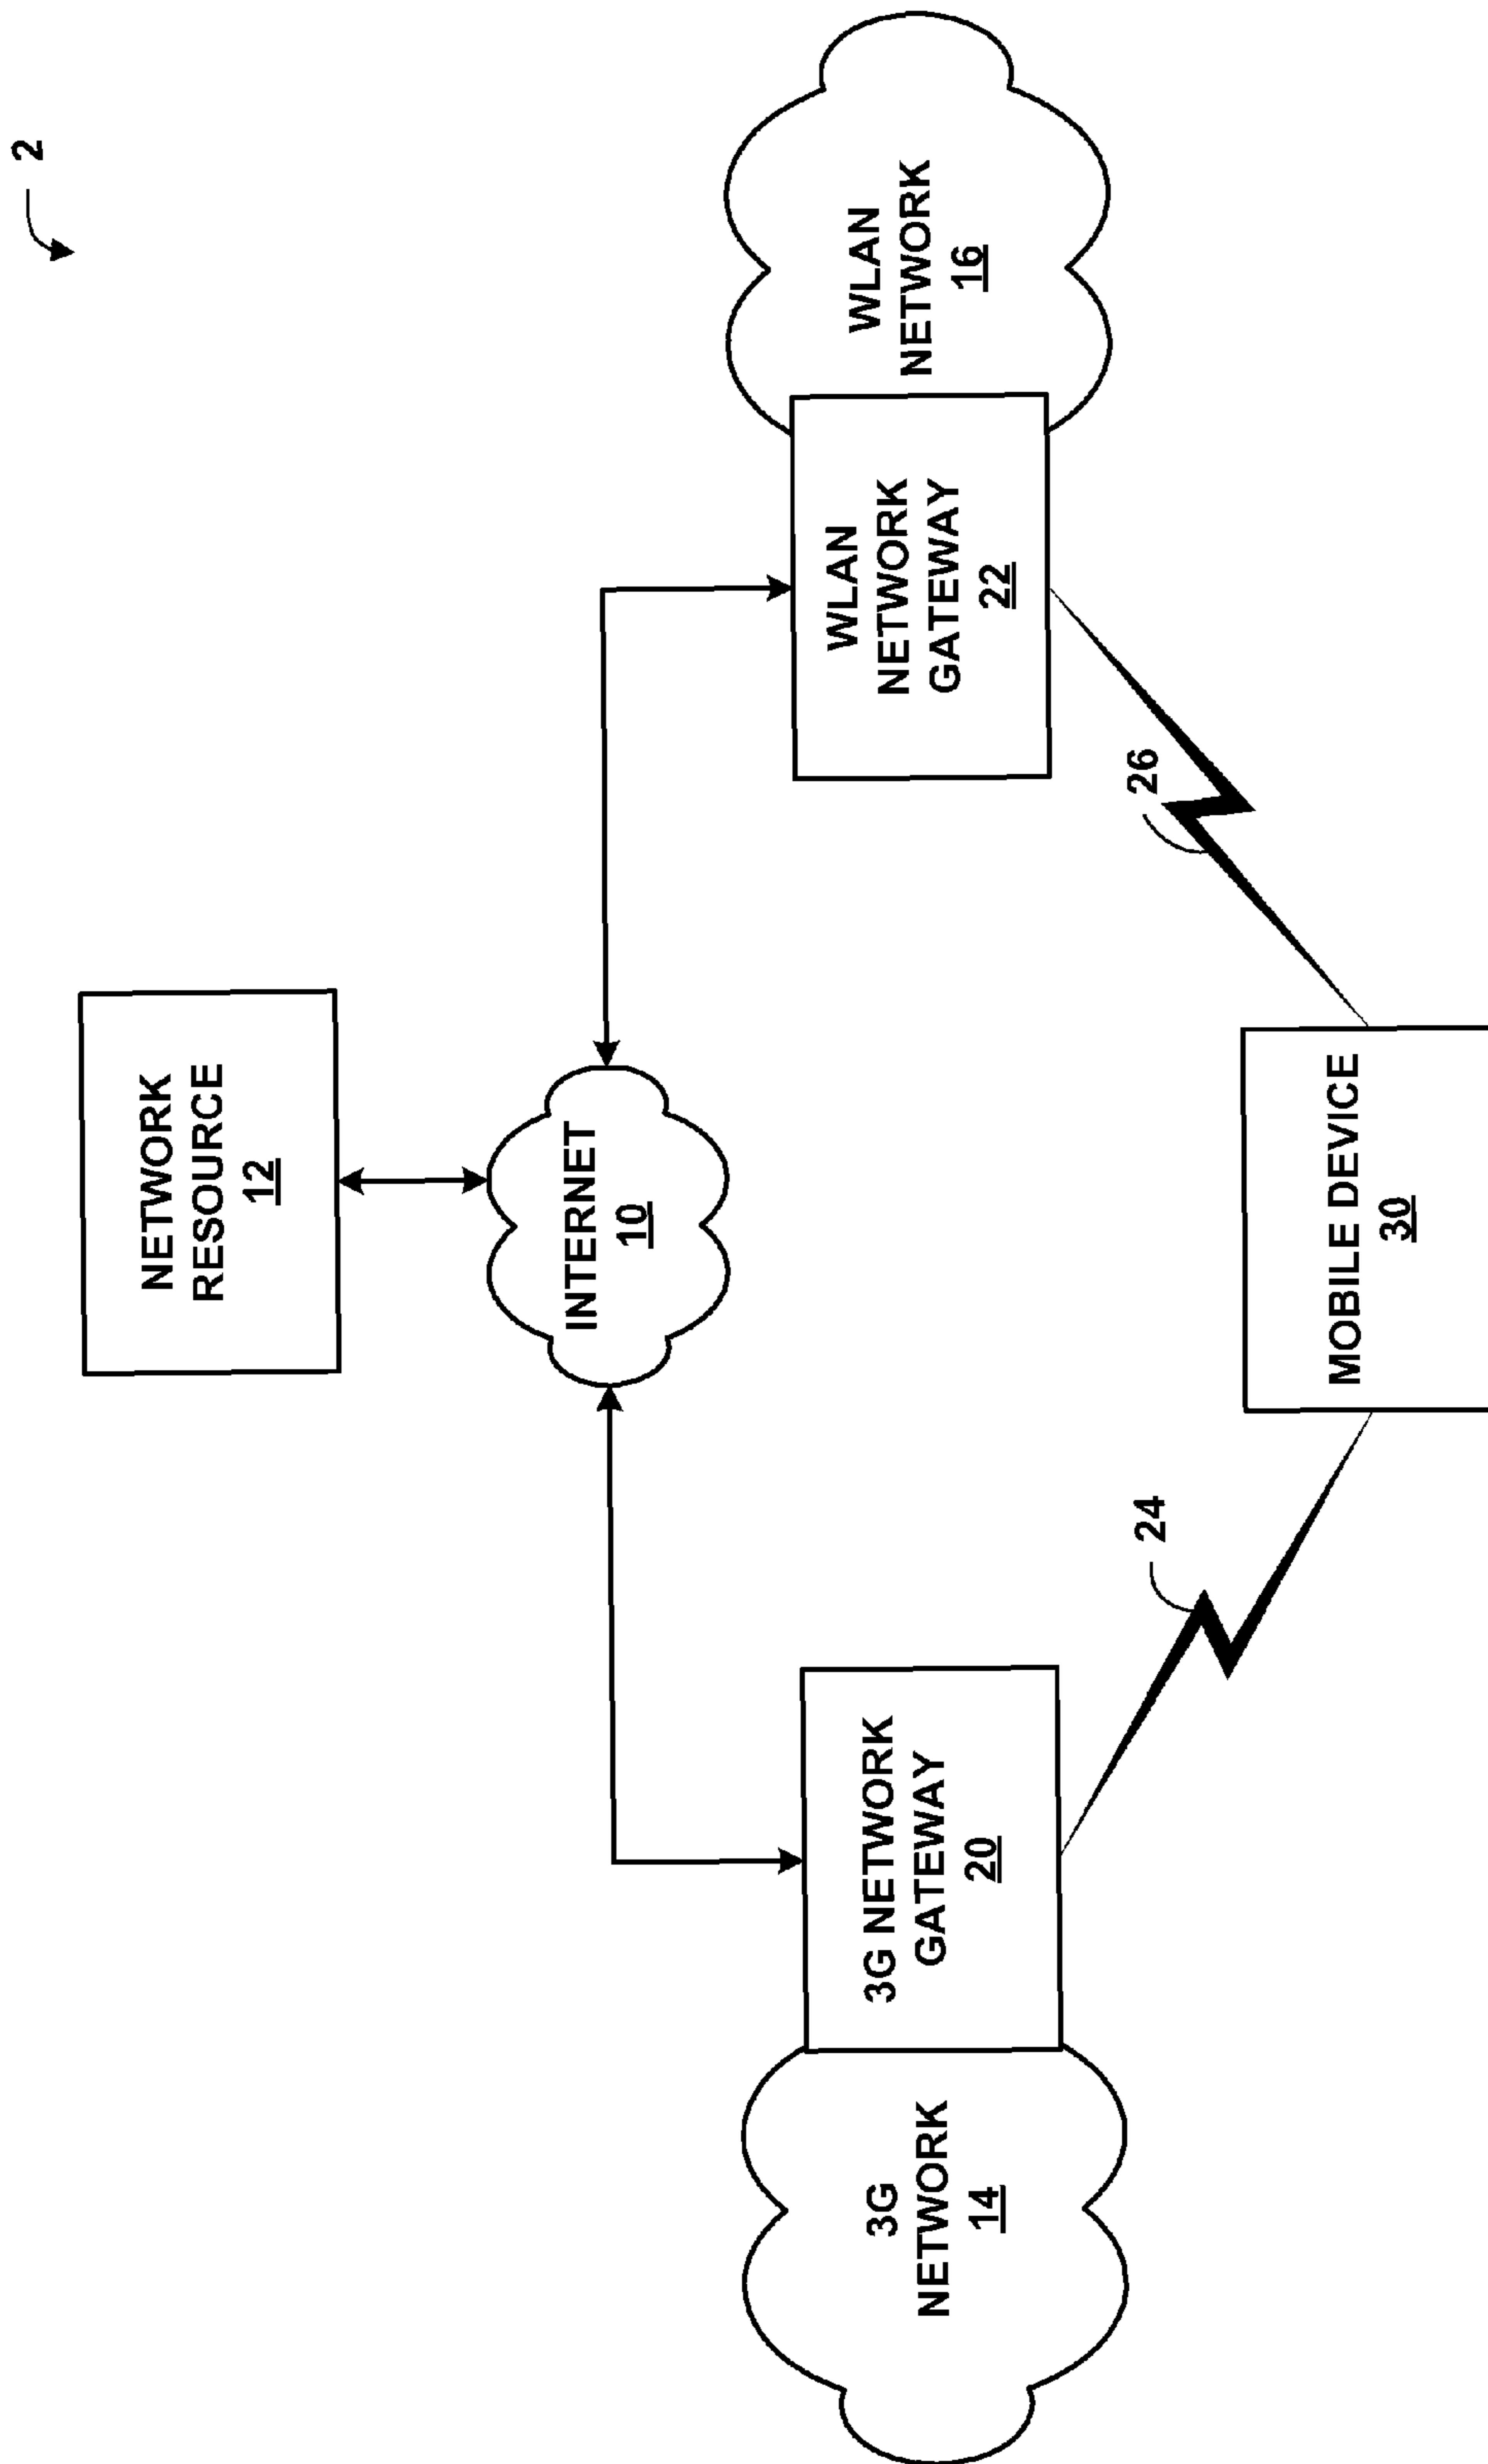 2
NETWORK
RESOURCE
12
INTERNET
10
3G
NETWORK
14
3G NETWORK
GATEWAY
20
WLAN
NETWORK
GATEWAY
22
WLAN
NETWORK
16
24
26
MOBILE DEVICE
30